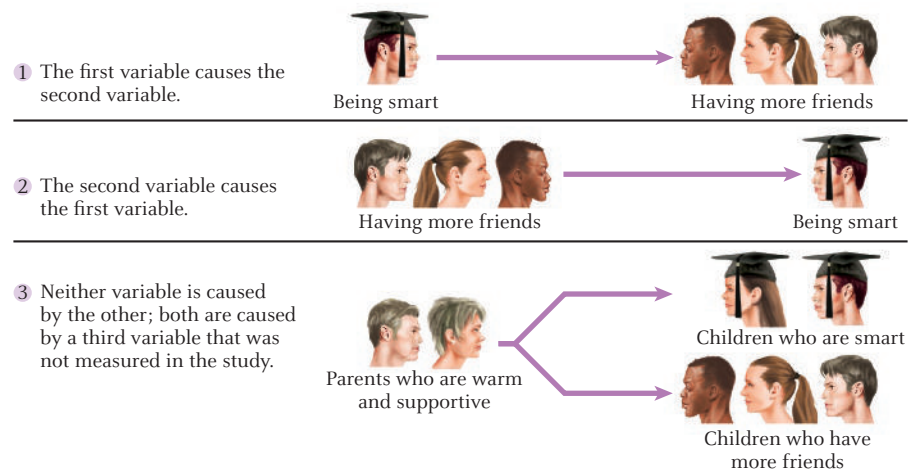 1 The first variable causes the
second variable.
Being smart
Having more friends
2 The second variable causes
the first variable.
Having more friends
Being smart
3 Neither variable is caused
by the other; both are caused
by a third variable that was
not measured in the study.
Parents who are warm
and supportive
Children who are smart
Children who have
more friends